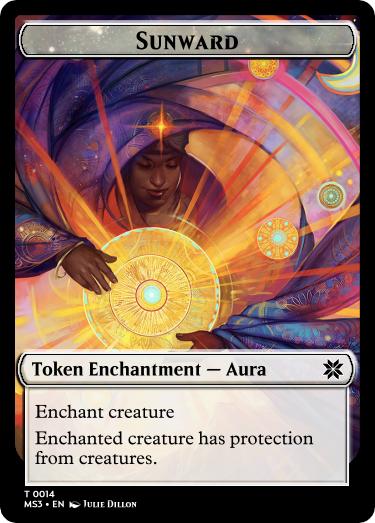 Sunward
Token Enchantment — Aura
Enchant creature
Enchanted creature has protection
from creatures.
T 0014
MS3 • EN Julie Dillon